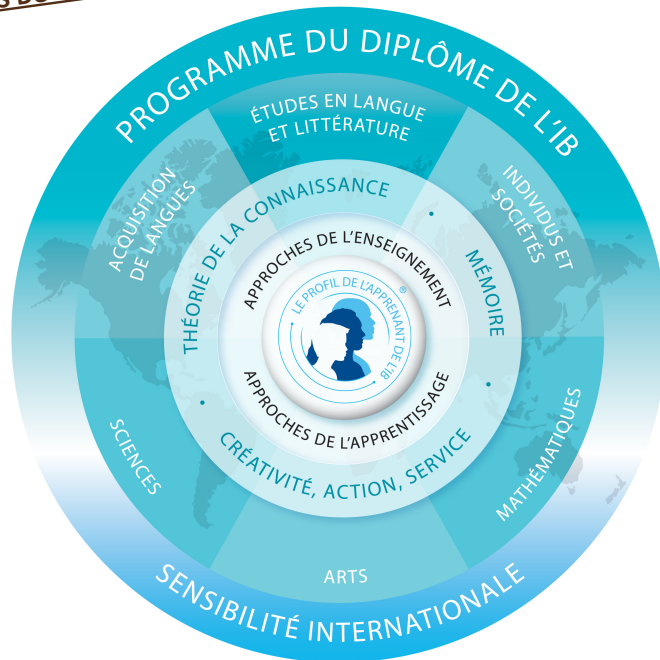 PROGRAMME DU DIPLÔME DE L'IB
ÉTUDES EN LANGUE
ET LITTÉRATURE
ACQUISITION
DE LANGUES
INDIVIDUS ET
SOCIÉTÉS
THÉORIE DE LA CONNAISSANCE
MÉMOIRE
APPROCHES DE L'ENSEIGNEMENT
LE PROFIL DE L'APPRENANT DE L'IB
®
APPROCHES DE L'APPRENTISSAGE
CRÉATIVITÉ, ACTION, SERVICE
SCIENCES
MATHÉMATIQUES
ARTS
SENSIBILITÉ INTERNATIONALE